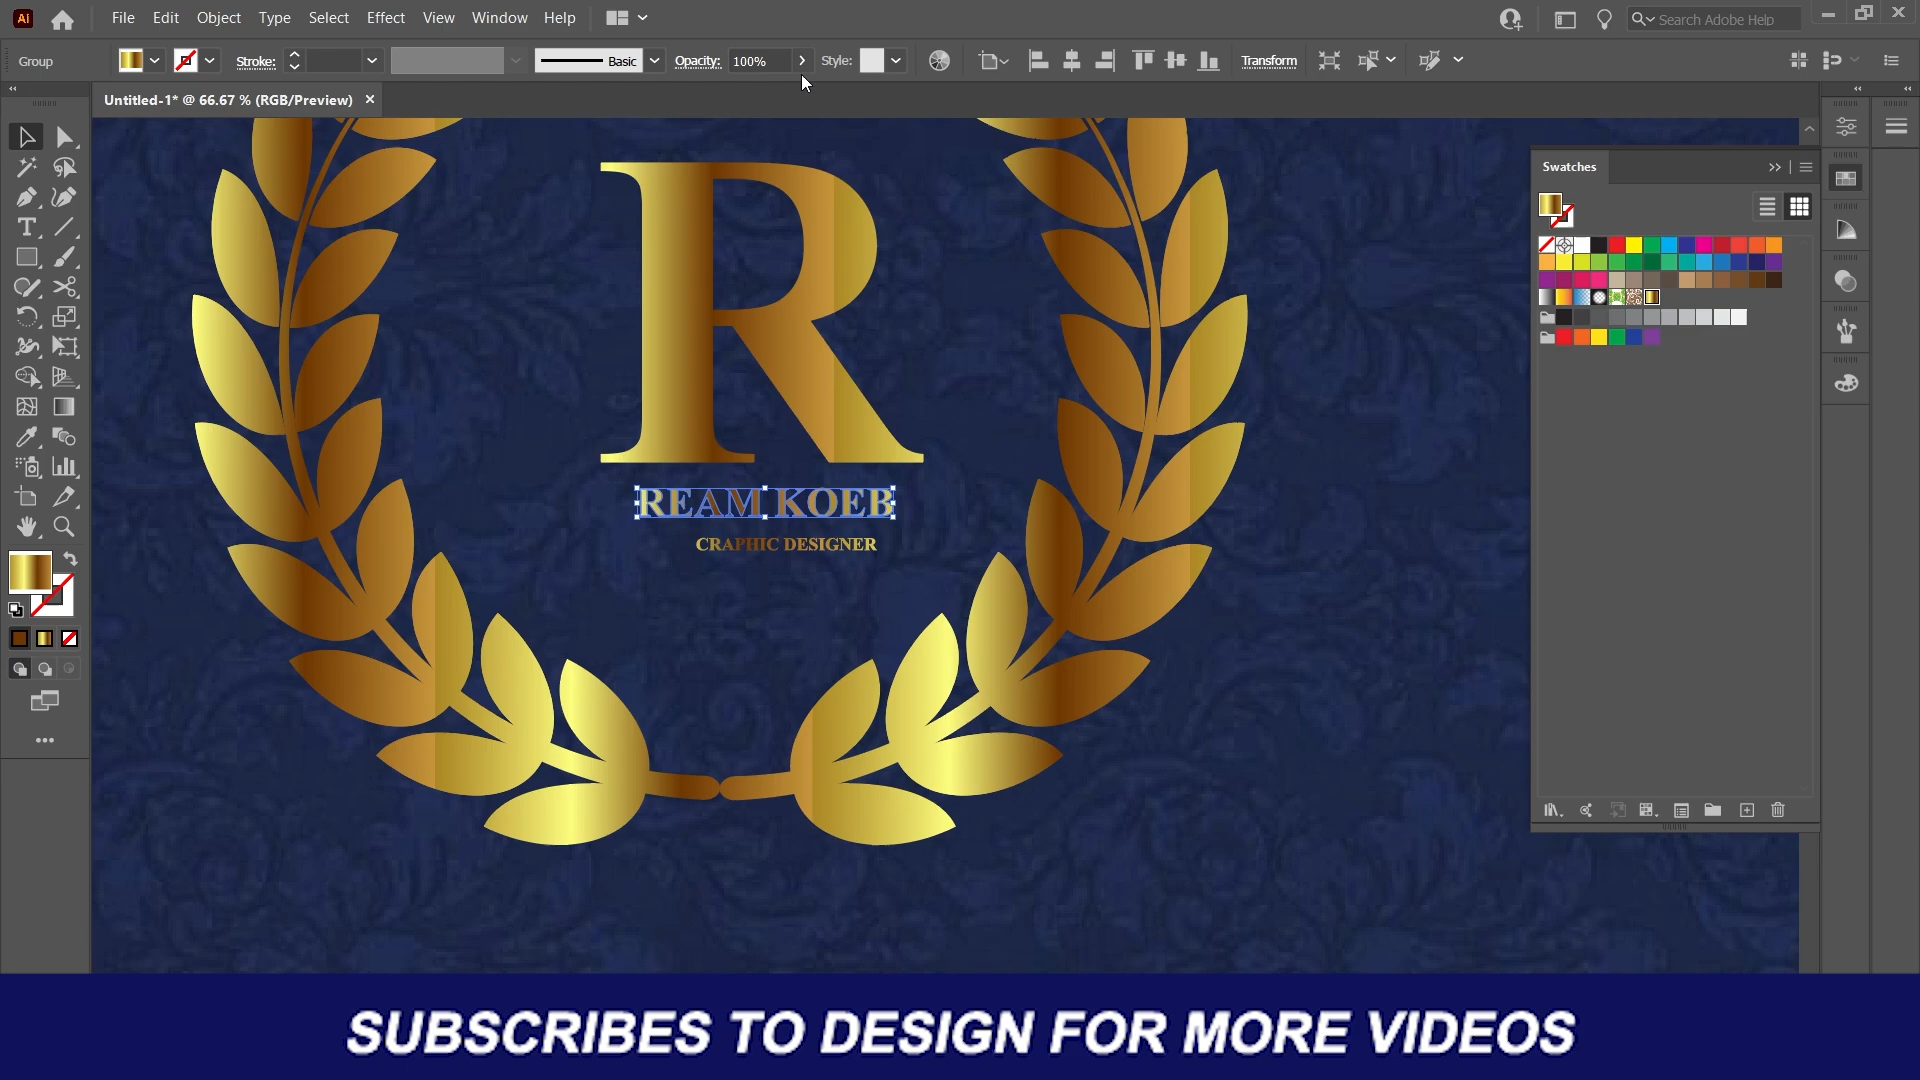 File Edit Object Type Select Effect View Window Help
Search Adobe Help
Group
Stroke:
Basic
Opacity: 100%
Style:
Transform
Untitled-1* @ 66.67 % (RGB/Preview)
Swatches
R
REAM KOEB
CRAPHIC DESIGNER
SUBSCRIBES TO DESIGN FOR MORE VIDEOS